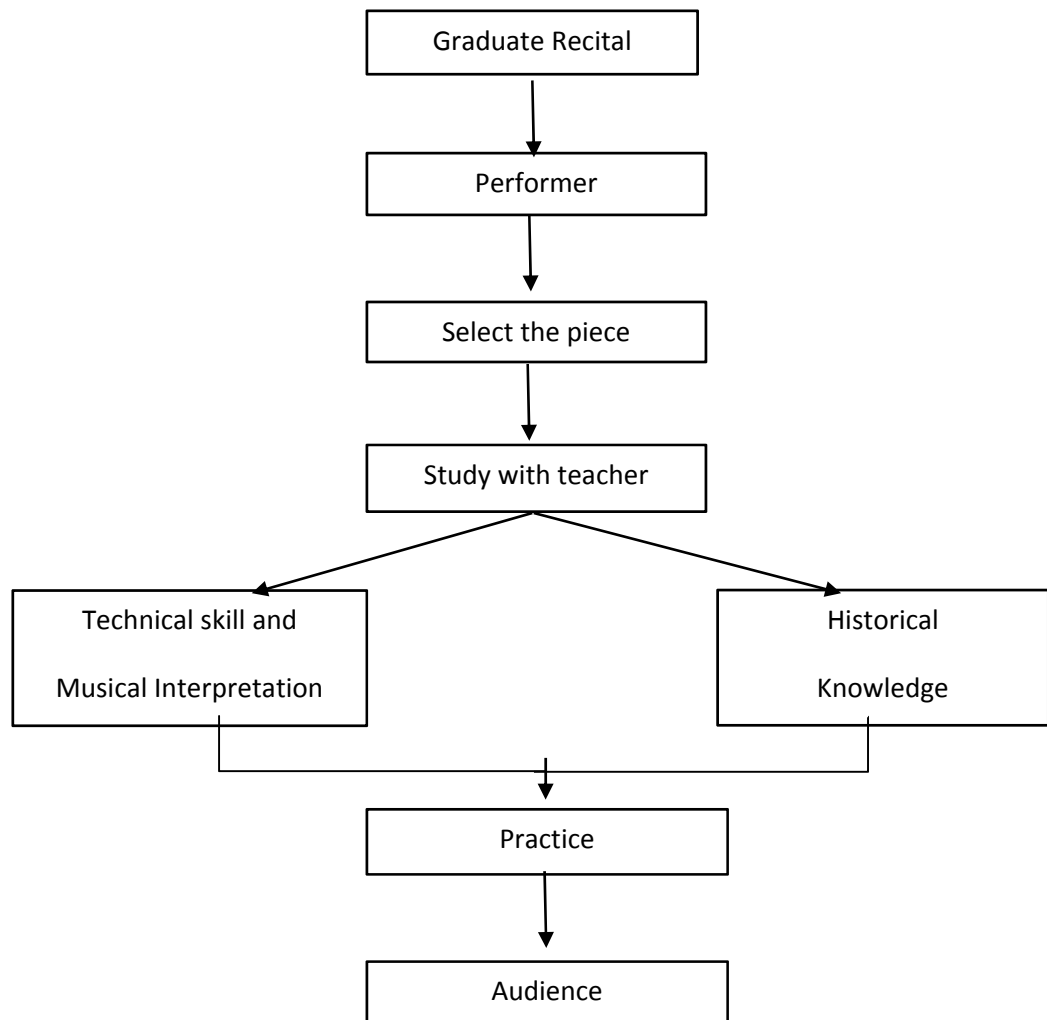 Graduate Recital
Performer
Select the piece
Study with teacher
Technical skill and
Musical Interpretation
Historical
Knowledge
Practice
Audience